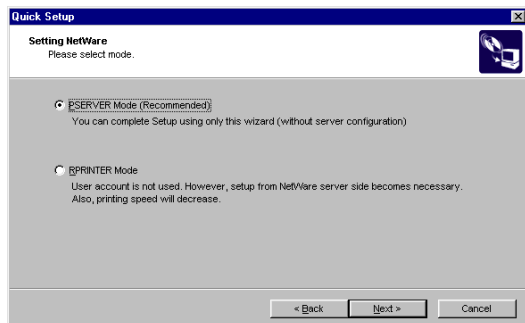 Quick Setup
Setting NetWare
Please select mode.
PSERVER Mode (Recommended)
You can complete Setup using only this wizard (without server configuration)
RPRINTER Mode
User account is not used. However, setup from NetWare server side becomes necessary.
Also, printing speed will decrease.
< Back Next > Cancel